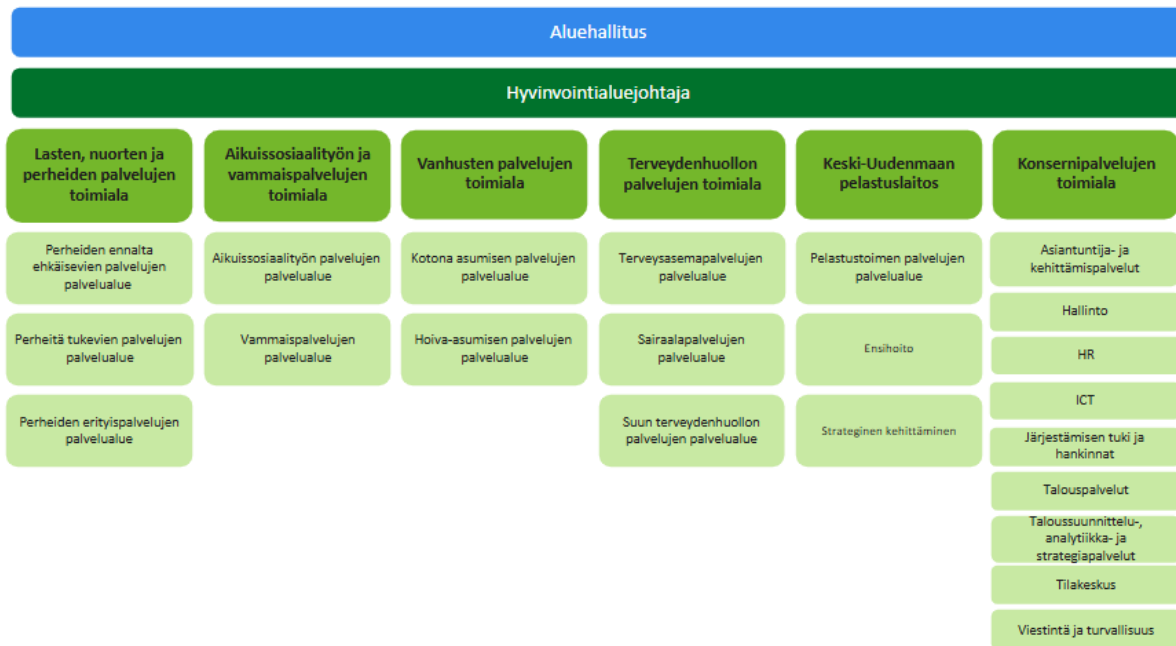 Aluehallitus
Hyvinvointialuejohtaja
Lasten, nuorten ja
perheiden palvelujen
toimiala
Perheiden ennalta
ehkäisevien palvelujen
palvelualue
Perheitä tukevien palvelujen
palvelualue
Perheiden erityispalvelujen
palvelualue
Aikuissosiaalityön ja
vammaispalvelujen
toimiala
Aikuissosiaalityön palvelujen
palvelualue
Vammaispalvelujen
palvelualue
Vanhusten palvelujen
toimiala
Kotona asumisen palvelujen
palvelualue
Hoiva-asumisen palvelujen
palvelualue
Terveydenhuollon
palvelujen toimiala
Terveysasemapalvelujen
palvelualue
Sairaalapalvelujen
palvelualue
Suun terveydenhuollon
palvelujen palvelualue
Keski-Uudenmaan
pelastuslaitos
Pelastustoimen palvelujen
palvelualue
Ensihoito
Strateginen kehittäminen
Konsernipalvelujen
toimiala
Asiantuntija- ja
kehittämispalvelut
Hallinto
HR
ICT
Järjestämisen tuki ja
hankinnat
Talouspalvelut
Taloussuunnittelu-,
analytiikka- ja
strategiapalvelut
Tilakeskus
Viestintä ja turvallisuus